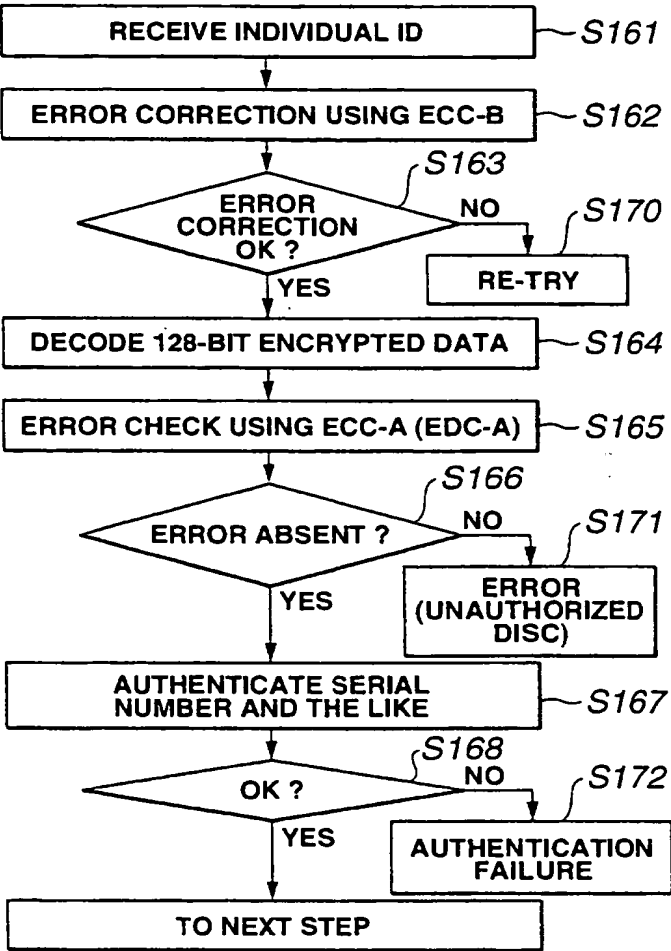 RECEIVE INDIVIDUAL ID
S161
ERROR CORRECTION USING ECC-B
S162
S163
ERROR
CORRECTION
OK ?
NO
S170
RE-TRY
YES
DECODE 128-BIT ENCRYPTED DATA
S164
ERROR CHECK USING ECC-A (EDC-A)
S165
S166
ERROR ABSENT ?
NO
S171
ERROR
(UNAUTHORIZED
DISC)
YES
AUTHENTICATE SERIAL
NUMBER AND THE LIKE
S167
S168
OK ?
NO
S172
AUTHENTICATION
FAILURE
YES
TO NEXT STEP